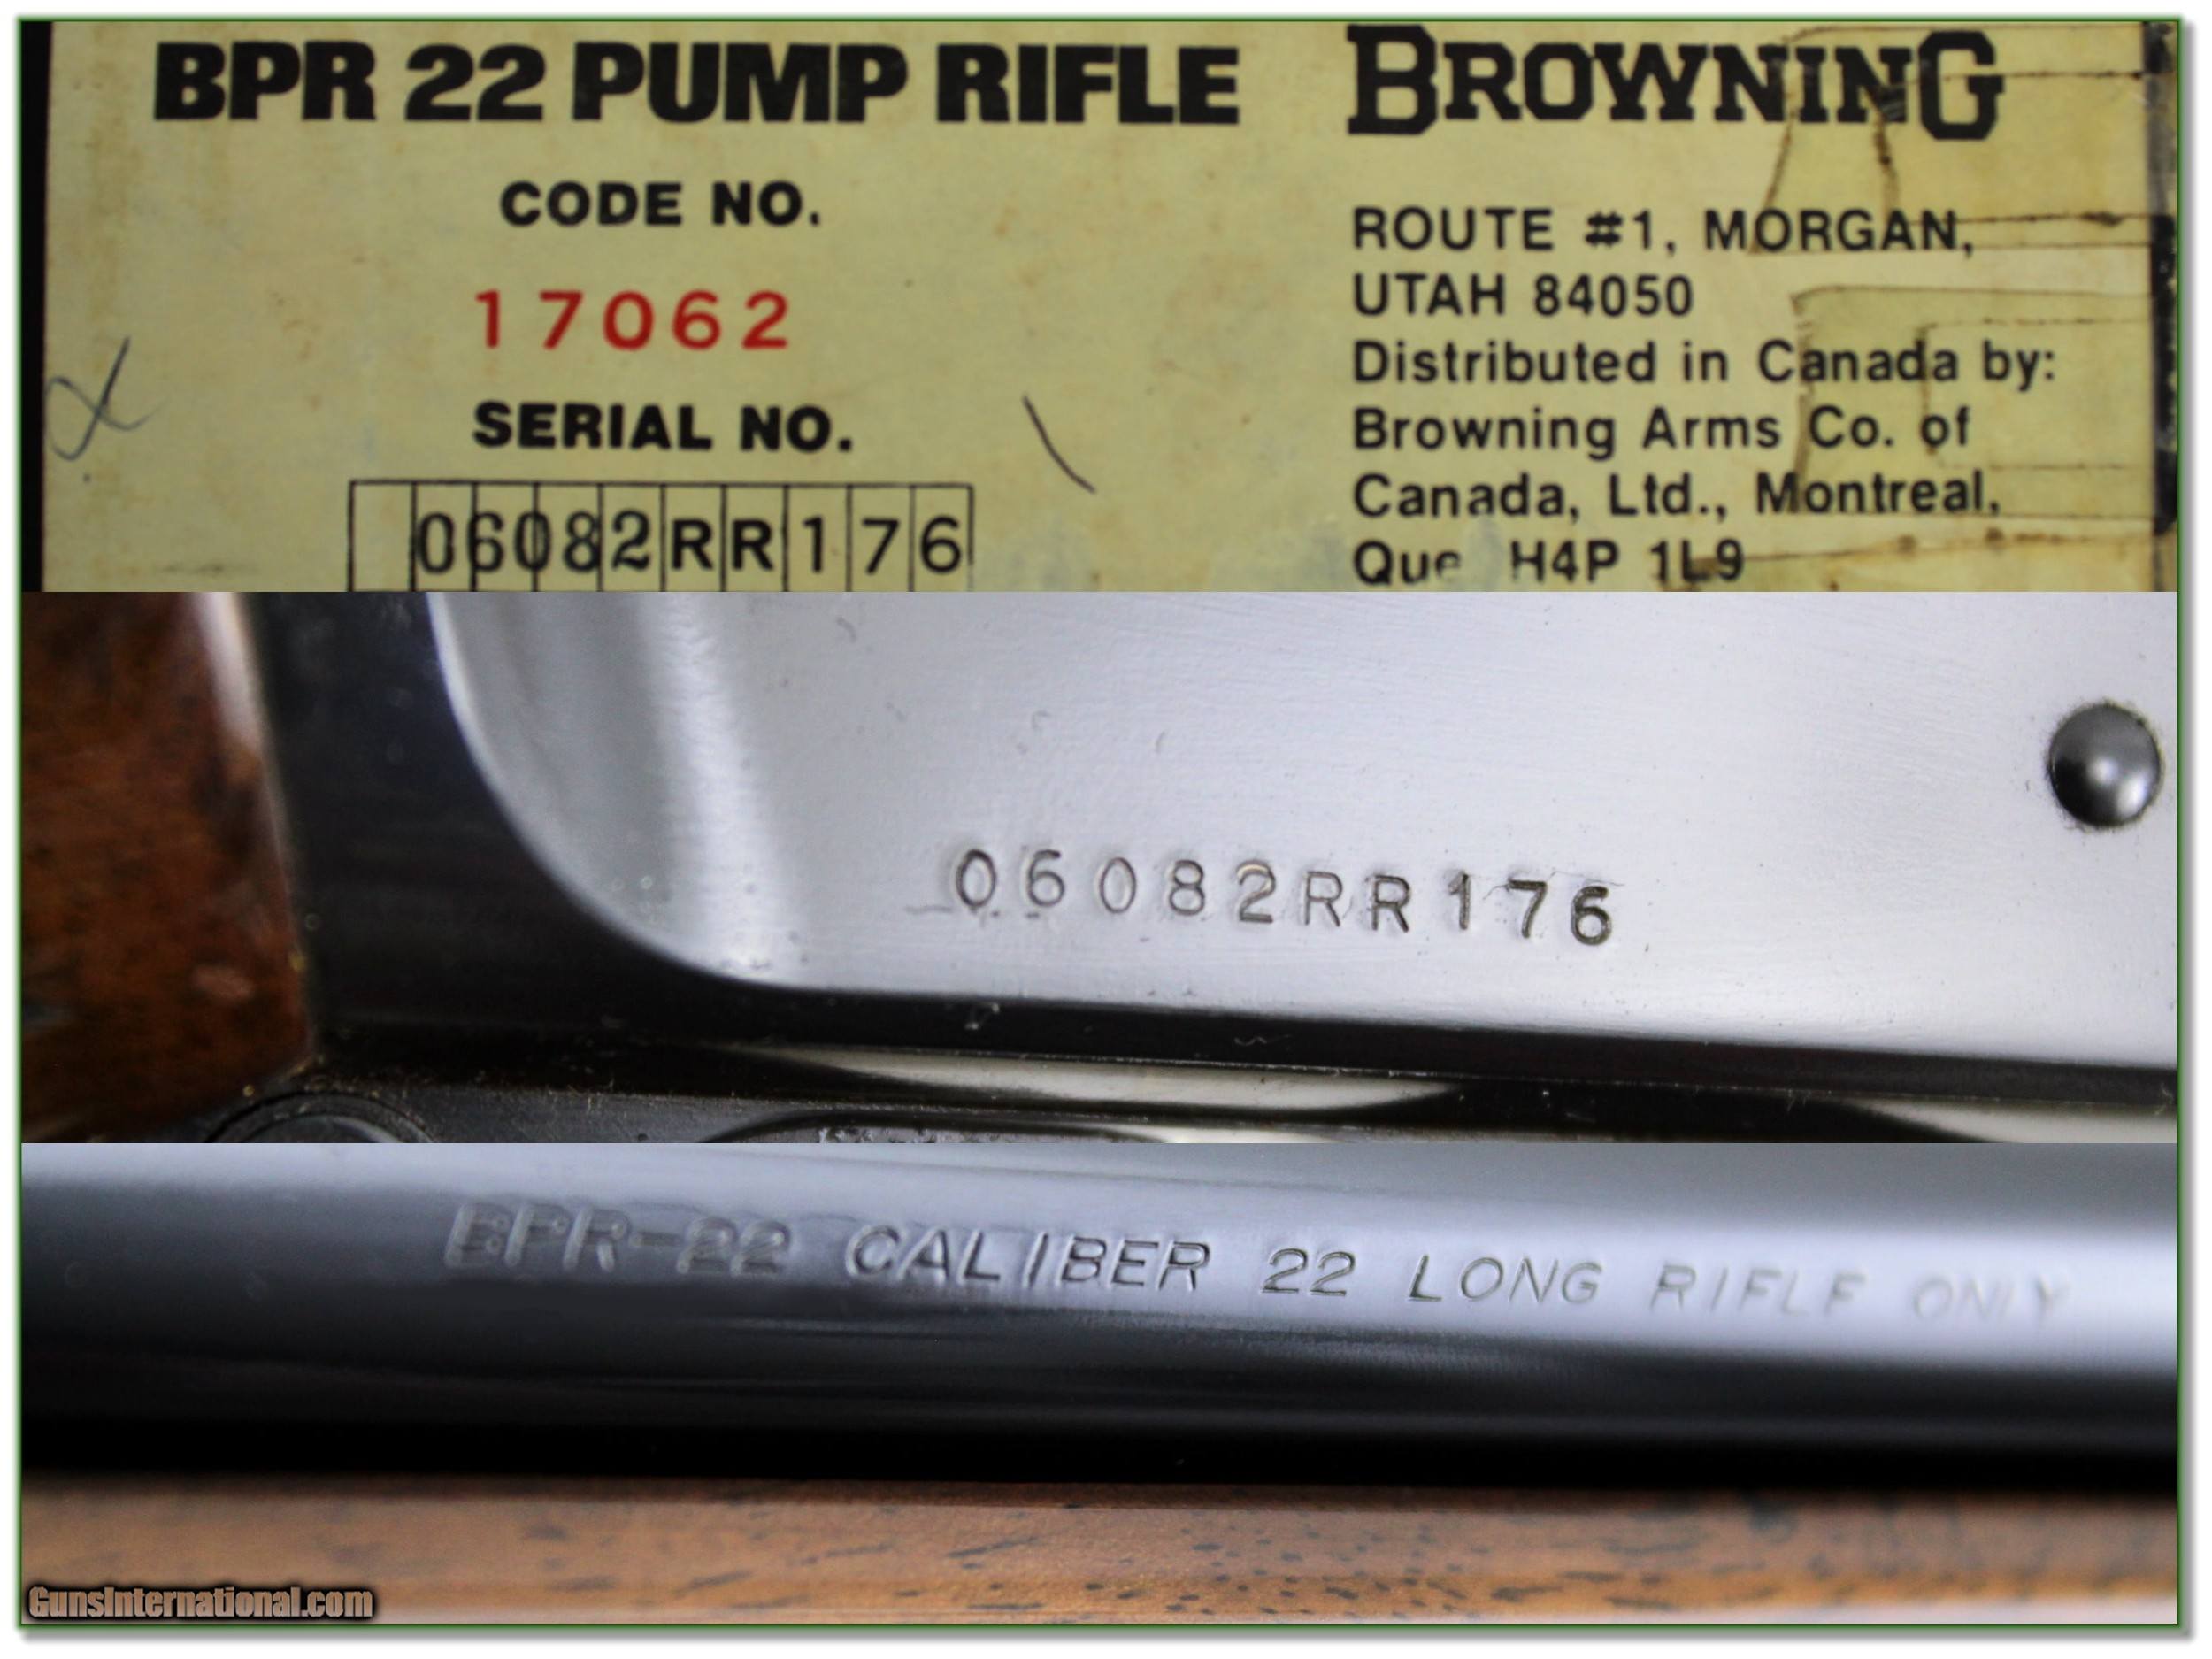 BPR 22 PUMP RIFLE
CODE NO.
17062
SERIAL NO.
06082RR176
BROWNING
ROUTE #1, MORGAN,
UTAH 84050
Distributed in Canada by:
Browning Arms Co. of
Canada, Ltd., Montreal,
Que H4P 1L9
06082RR176
BPR-22 CALIBER 22 LONG RIFLE ONLY
GunsInternational.com